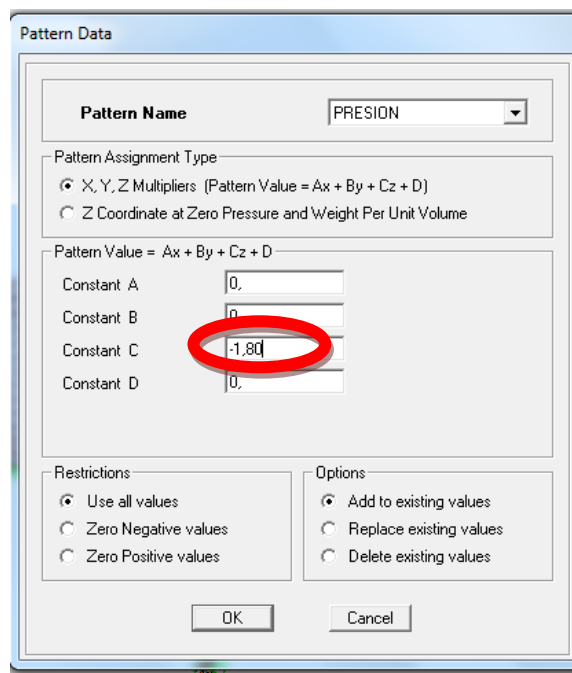 Pattern Data
Pattern Name PRESION
Pattern Assignment Type
X, Y, Z Multipliers (Pattern Value = Ax + By + Cz + D)
Z Coordinate at Zero Pressure and Weight Per Unit Volume
Pattern Value = Ax + By + Cz + D
Constant A 0,
Constant B 0,
Constant C -1,80
Constant D 0,
Restrictions Options
Use all values Add to existing values
Zero Negative values Replace existing values
Zero Positive values Delete existing values
OK Cancel